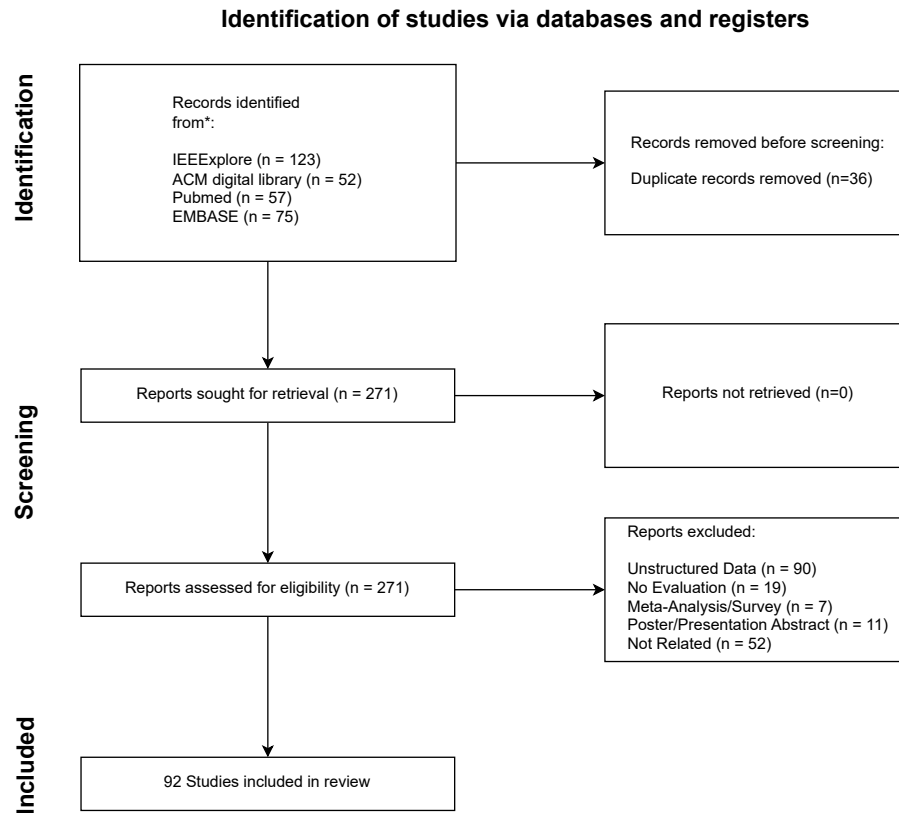 Identification of studies via databases and registers
Identification
Records identified
from*:
IEEExplore (n = 123)
ACM digital library (n = 52)
Pubmed (n = 57)
EMBASE (n = 75)
Records removed before screening:
Duplicate records removed (n=36)
Screening
Reports sought for retrieval (n = 271)
Reports not retrieved (n=0)
Reports assessed for eligibility (n = 271)
Reports excluded:
Unstructured Data (n = 90)
No Evaluation (n = 19)
Meta-Analysis/Survey (n = 7)
Poster/Presentation Abstract (n = 11)
Not Related (n = 52)
Included
92 Studies included in review